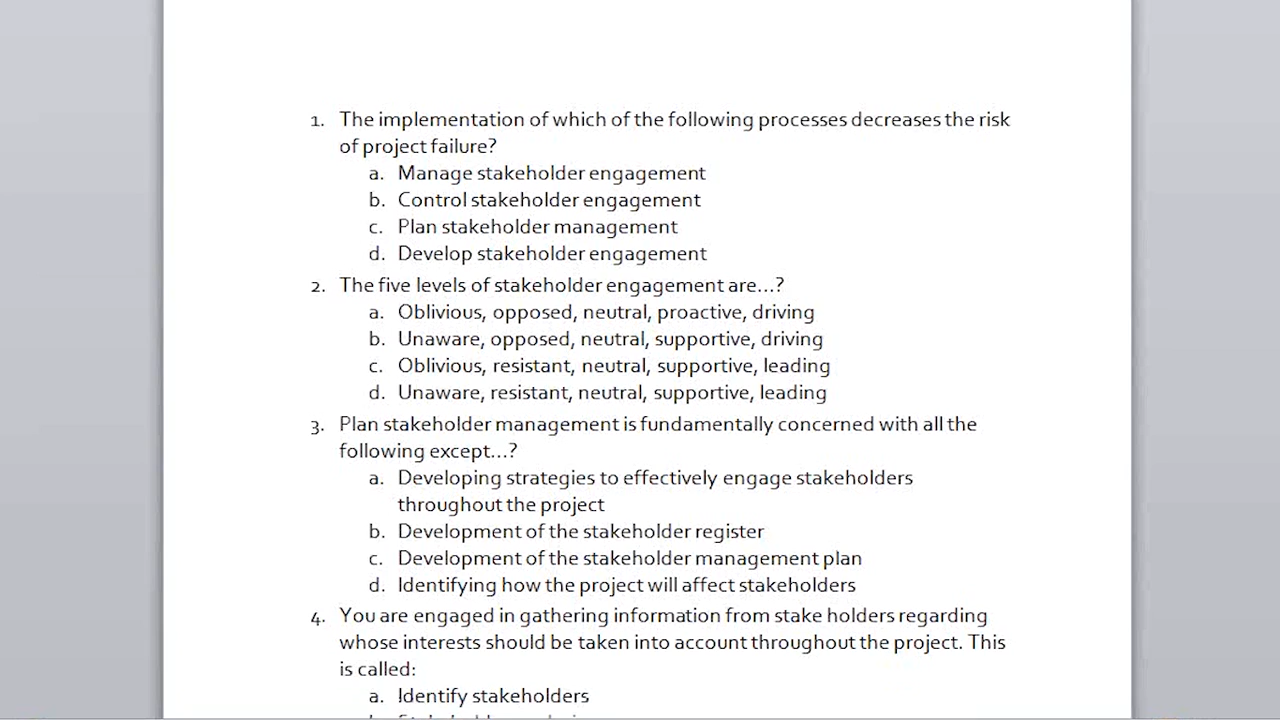 1. The implementation of which of the following processes decreases the risk
of project failure?
a. Manage stakeholder engagement
b. Control stakeholder engagement
c. Plan stakeholder management
d. Develop stakeholder engagement
2. The five levels of stakeholder engagement are...?
a. Oblivious, opposed, neutral, proactive, driving
b. Unaware, opposed, neutral, supportive, driving
c. Oblivious, resistant, neutral, supportive, leading
d. Unaware, resistant, neutral, supportive, leading
3. Plan stakeholder management is fundamentally concerned with all the
following except...?
a. Developing strategies to effectively engage stakeholders
throughout the project
b. Development of the stakeholder register
c. Development of the stakeholder management plan
d. Identifying how the project will affect stakeholders
4. You are engaged in gathering information from stake holders regarding
whose interests should be taken into account throughout the project. This
is called:
a. Identify stakeholders